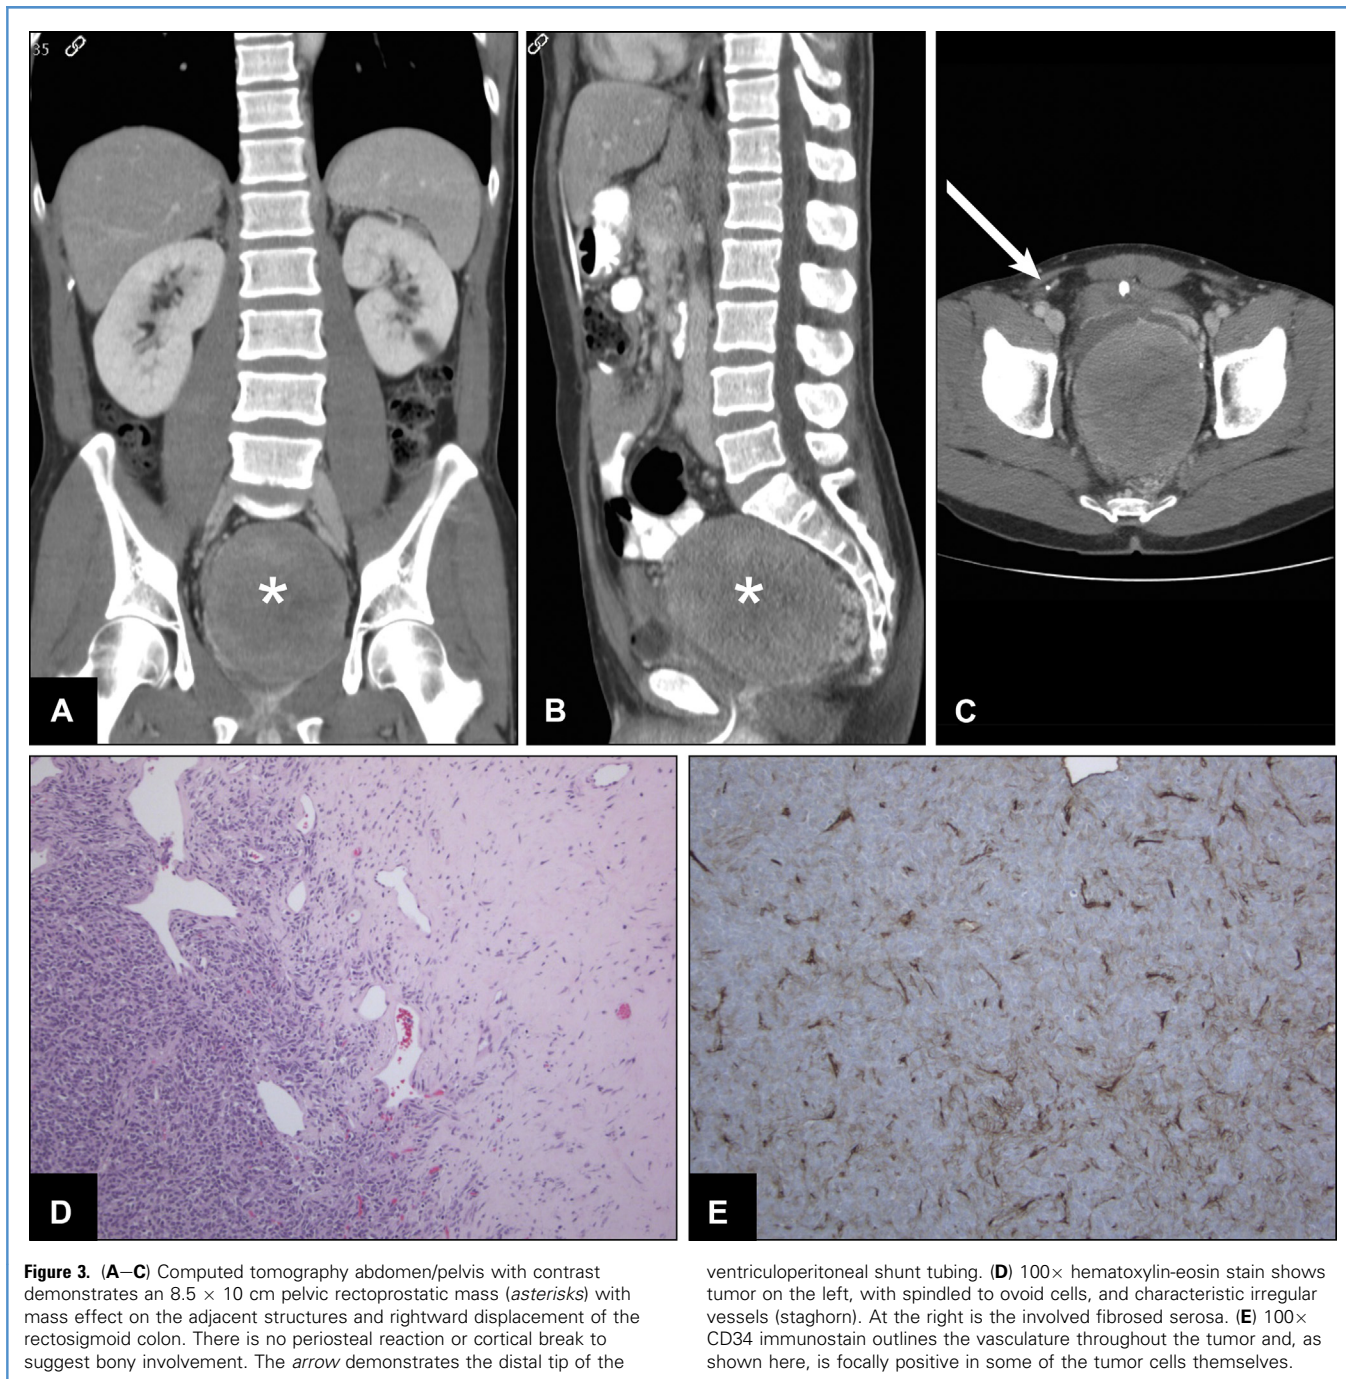 35
*
*
A
B
C
D
E
Figure 3. (A–C) Computed tomography abdomen/pelvis with contrast
demonstrates an 8.5 × 10 cm pelvic rectoprostatic mass (asterisks) with
mass effect on the adjacent structures and rightward displacement of the
rectosigmoid colon. There is no periosteal reaction or cortical break to
suggest bony involvement. The arrow demonstrates the distal tip of the
ventriculoperitoneal shunt tubing. (D) 100× hematoxylin-eosin stain shows
tumor on the left, with spindled to ovoid cells, and characteristic irregular
vessels (staghorn). At the right is the involved fibrosed serosa. (E) 100×
CD34 immunostain outlines the vasculature throughout the tumor and, as
shown here, is focally positive in some of the tumor cells themselves.